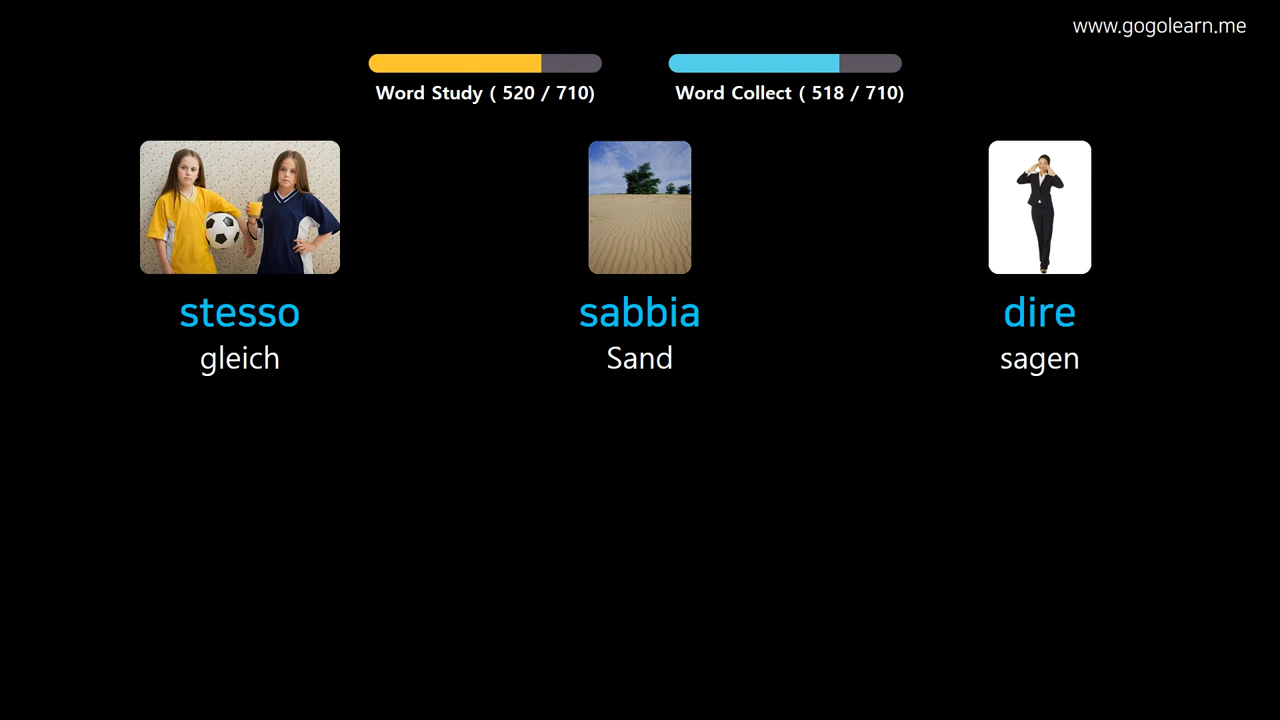 www.gogolearn.me
Word Study ( 520 / 710)
Word Collect ( 518 / 710)
stesso
gleich
sabbia
Sand
dire
sagen